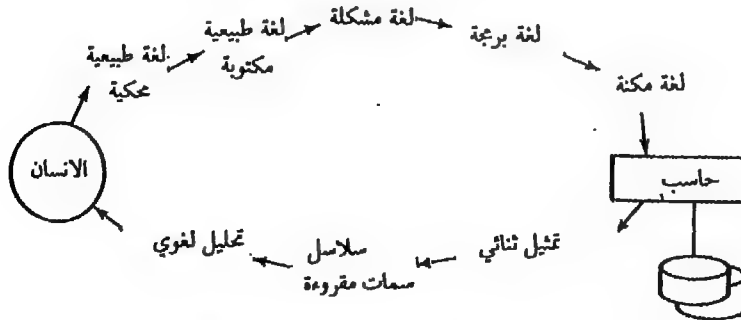 لغة طبيعية
محكية
لغة طبيعية
مكتوبة
لغة مشكلة
لغة برمجة
لغة مكنة
الانسان
حاسب
تمثيل ثنائي
سلاسل
سمات مقروءة
تحليل لغوي